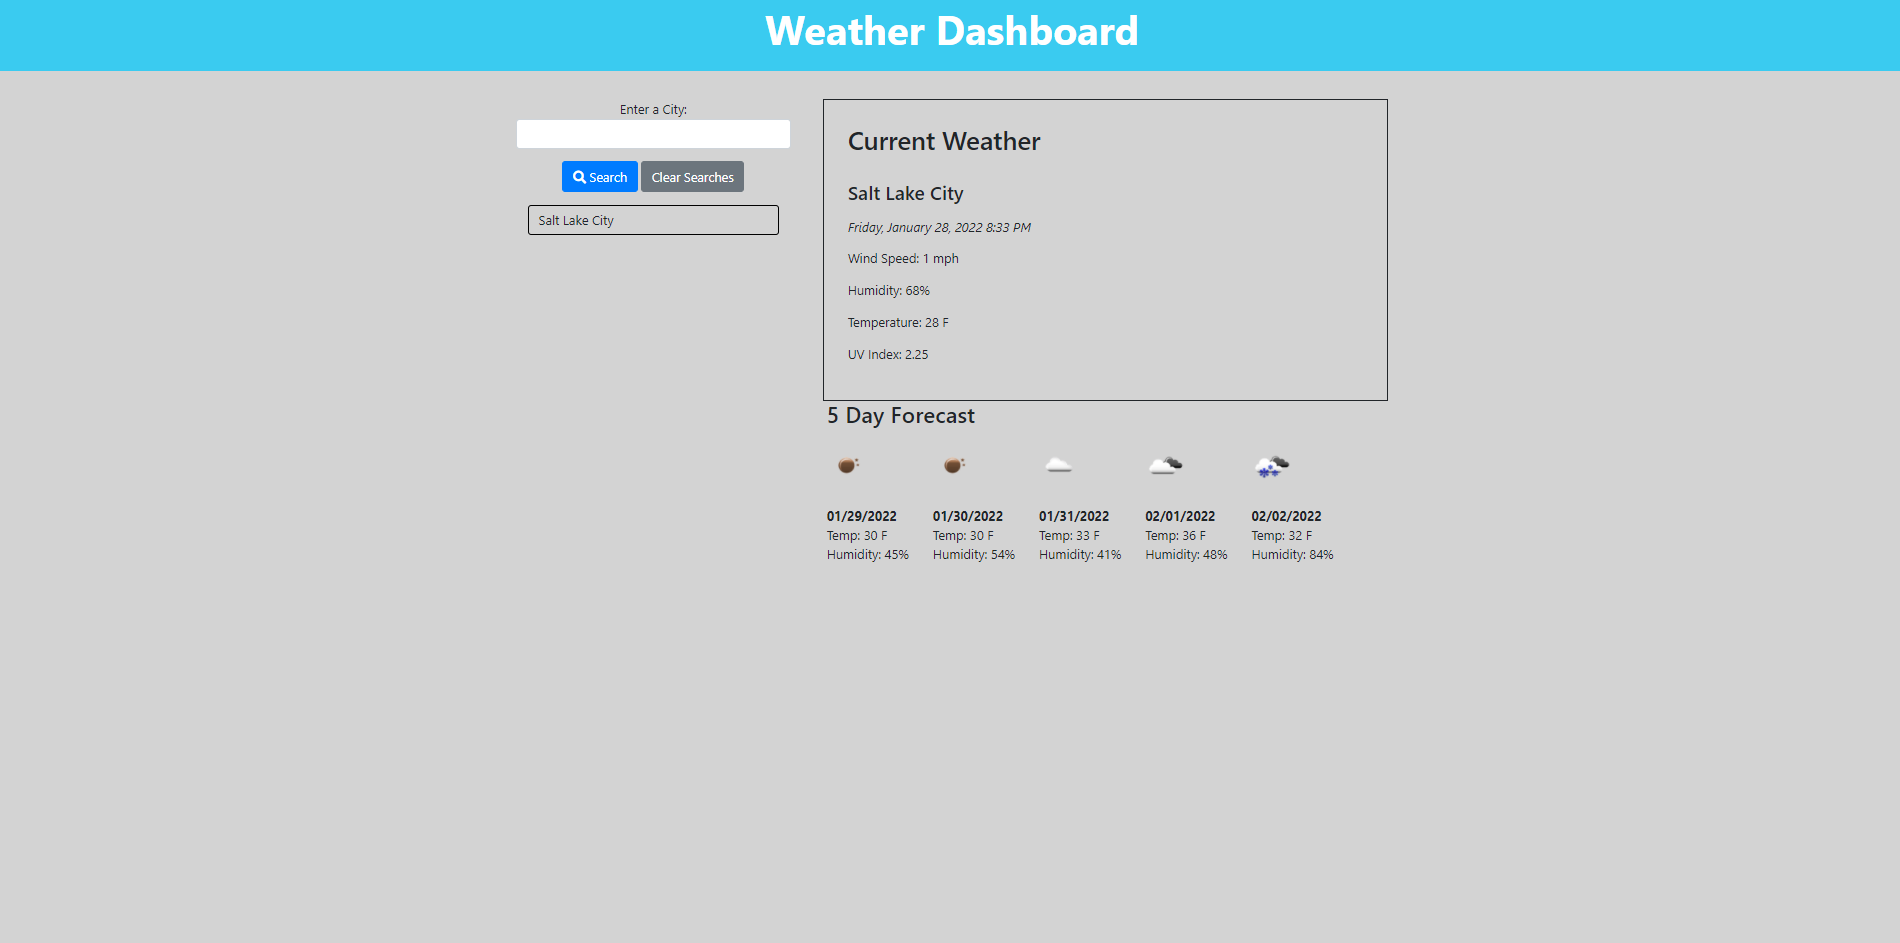 Weather Dashboard
Enter a City:
Search
Clear Searches
Salt Lake City
Current Weather
Salt Lake City
Friday, January 28, 2022 8:33 PM
Wind Speed: 1 mph
Humidity: 68%
Temperature: 28 F
UV Index: 2.25
5 Day Forecast
01/29/2022
Temp: 30 F
Humidity: 45%
01/30/2022
Temp: 30 F
Humidity: 54%
01/31/2022
Temp: 33 F
Humidity: 41%
02/01/2022
Temp: 36 F
Humidity: 48%
02/02/2022
Temp: 32 F
Humidity: 84%